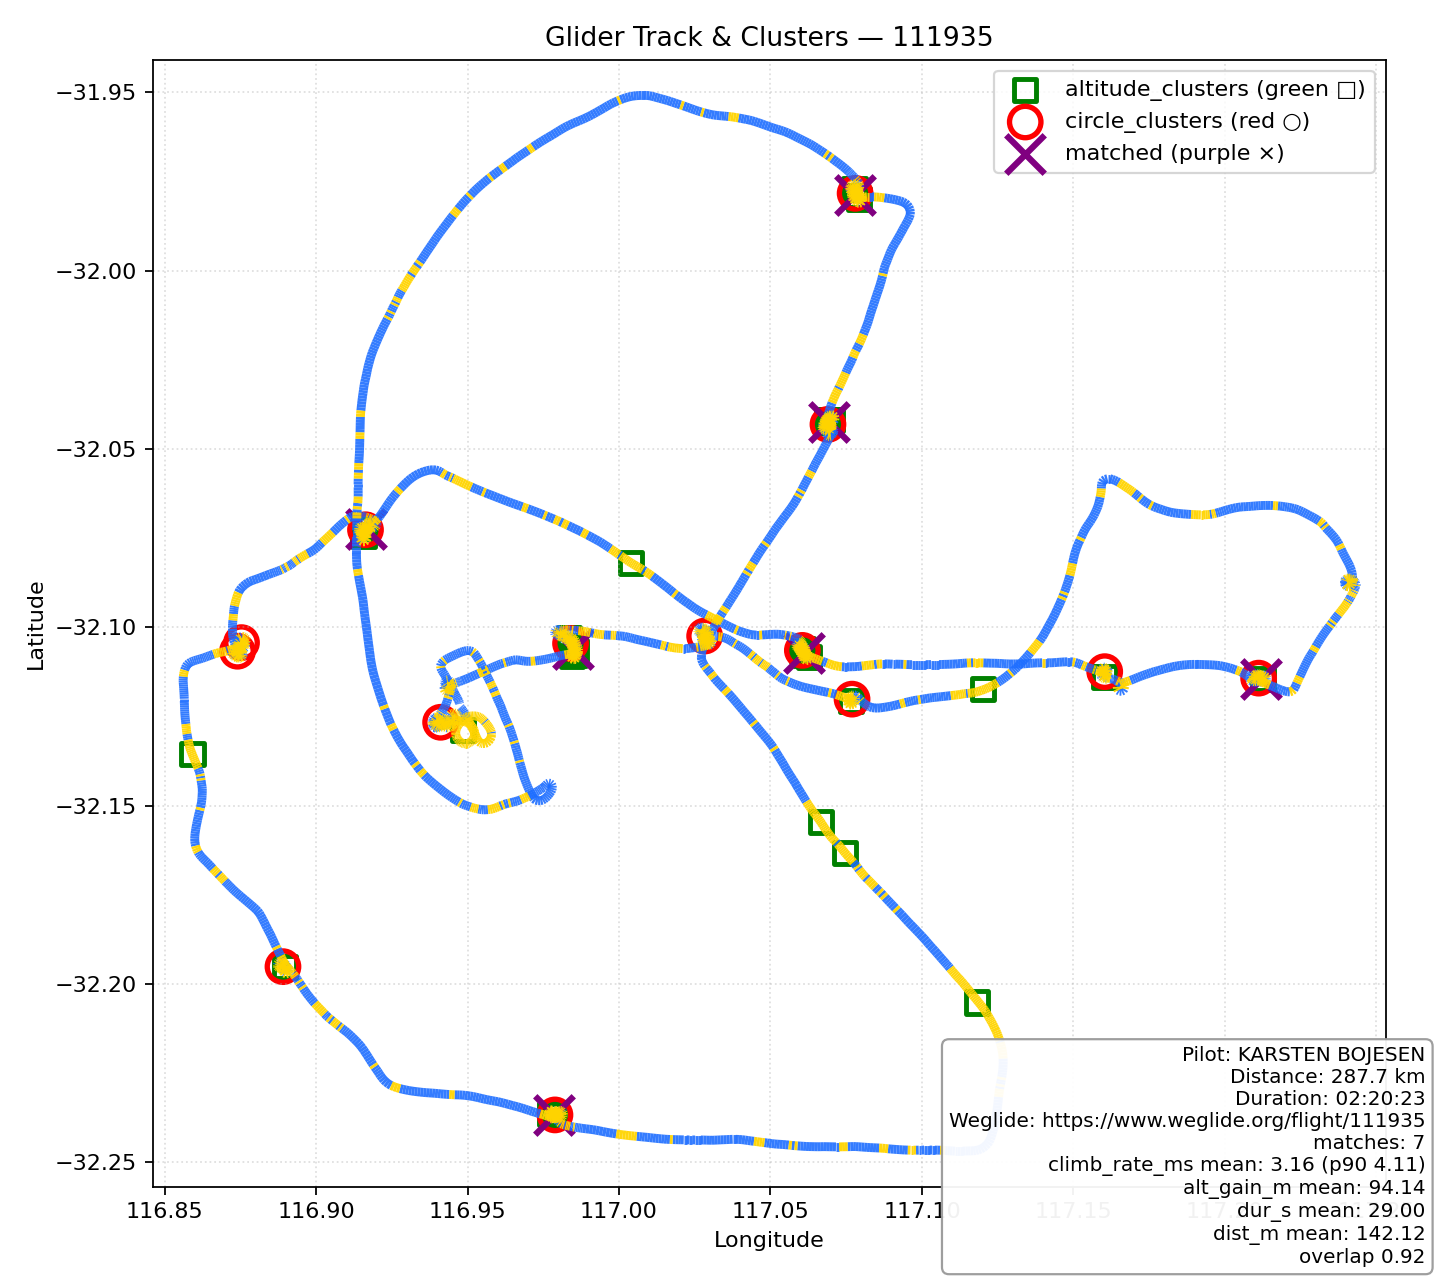 Glider Track & Clusters — 111935
altitude_clusters (green □)
circle_clusters (red ○)
matched (purple ×)
−31.95
−32.00
−32.05
−32.10
−32.15
−32.20
−32.25
Latitude
116.85 116.90 116.95 117.00 117.05 117.10 117.15
Longitude
Pilot: KARSTEN BOJESEN
Distance: 287.7 km
Duration: 02:20:23
Weglide: https://www.weglide.org/flight/111935
matches: 7
climb_rate_ms mean: 3.16 (p90 4.11)
alt_gain_m mean: 94.14
dur_s mean: 29.00
dist_m mean: 142.12
overlap 0.92